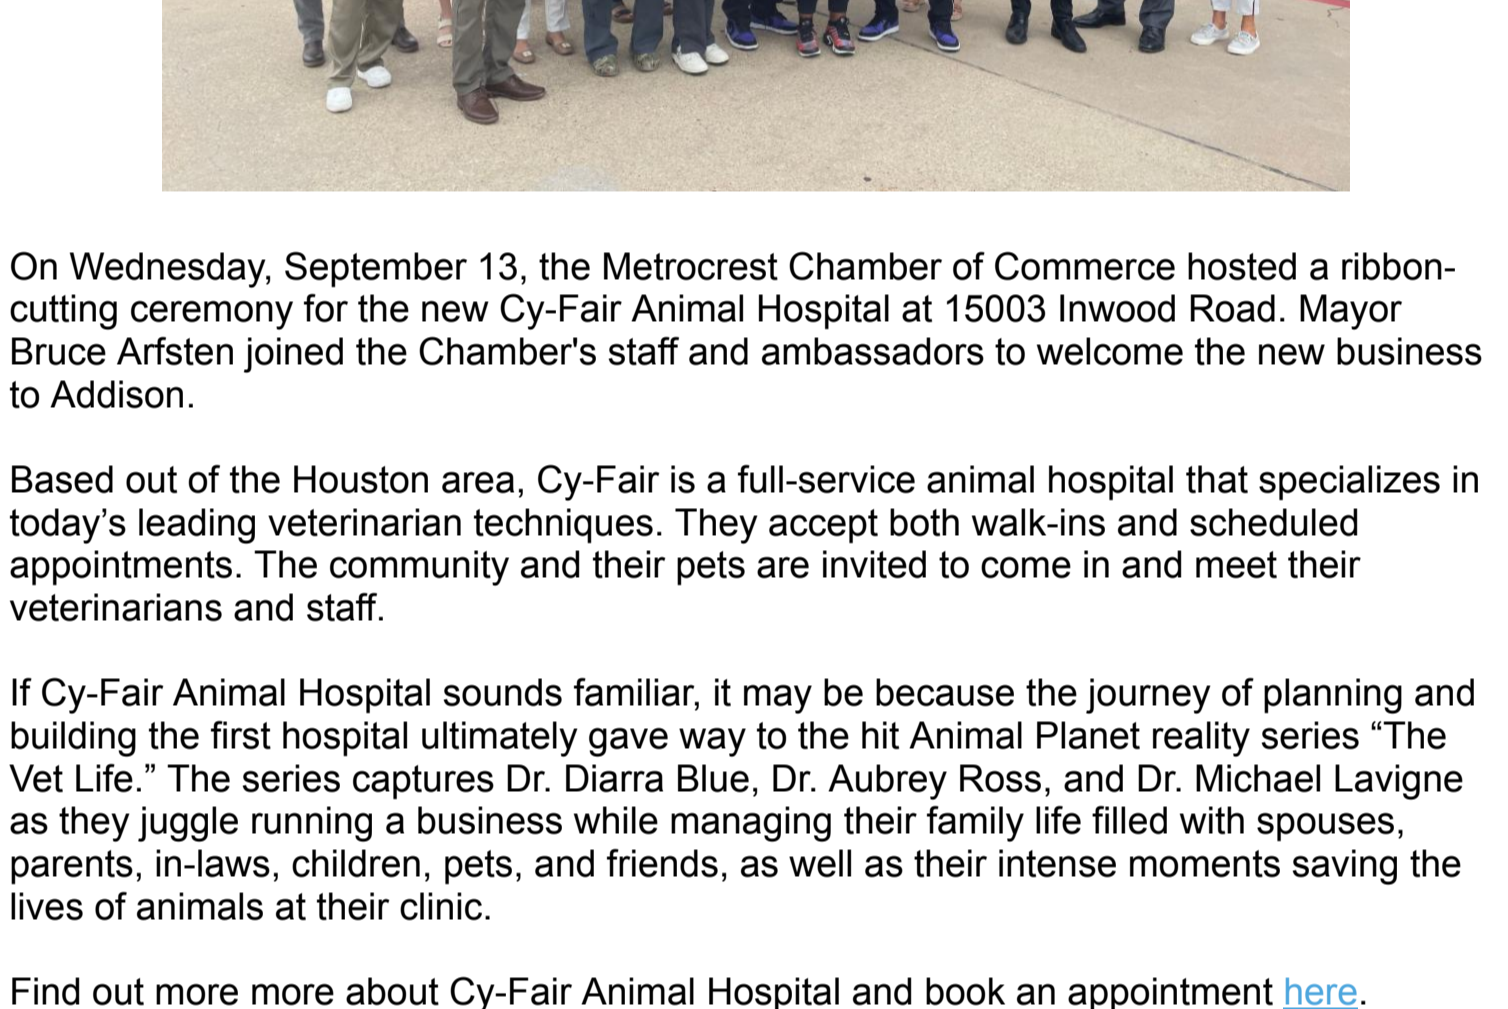 On Wednesday, September 13, the Metrocrest Chamber of Commerce hosted a ribbon-
cutting ceremony for the new Cy-Fair Animal Hospital at 15003 Inwood Road. Mayor
Bruce Arfsten joined the Chamber's staff and ambassadors to welcome the new business
to Addison.
Based out of the Houston area, Cy-Fair is a full-service animal hospital that specializes in
today’s leading veterinarian techniques. They accept both walk-ins and scheduled
appointments. The community and their pets are invited to come in and meet their
veterinarians and staff.
If Cy-Fair Animal Hospital sounds familiar, it may be because the journey of planning and
building the first hospital ultimately gave way to the hit Animal Planet reality series “The
Vet Life.” The series captures Dr. Diarra Blue, Dr. Aubrey Ross, and Dr. Michael Lavigne
as they juggle running a business while managing their family life filled with spouses,
parents, in-laws, children, pets, and friends, as well as their intense moments saving the
lives of animals at their clinic.
Find out more more about Cy-Fair Animal Hospital and book an appointment here.